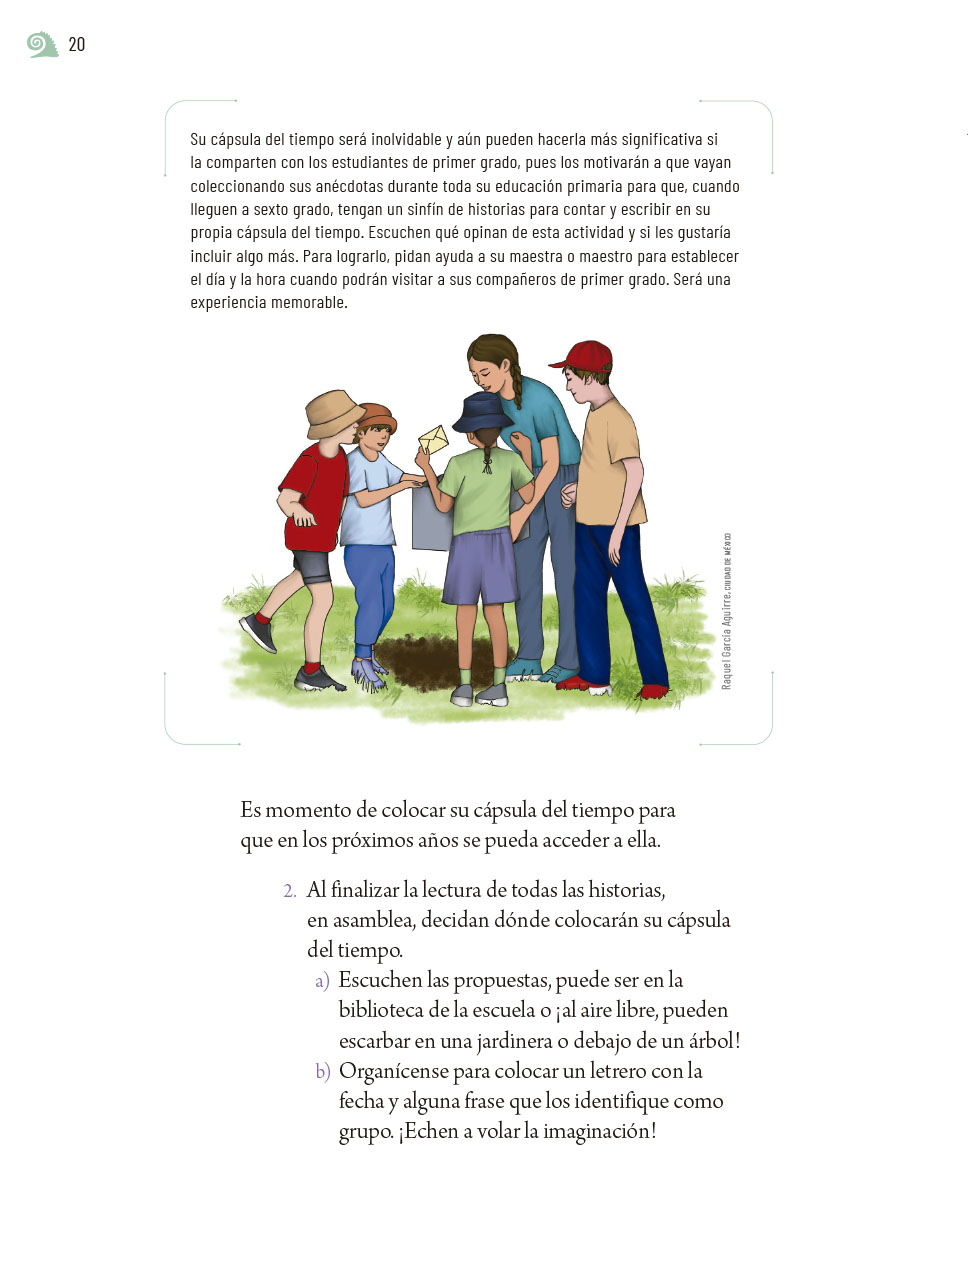 20
Su cápsula del tiempo será inolvidable y aún pueden hacerla más significativa si
la comparten con los estudiantes de primer grado, pues los motivarán a que vayan
coleccionando sus anécdotas durante toda su educación primaria para que, cuando
lleguen a sexto grado, tengan un sinfín de historias para contar y escribir en su
propia cápsula del tiempo. Escuchen qué opinan de esta actividad y si les gustaría
incluir algo más. Para lograrlo, pidan ayuda a su maestra o maestro para establecer
el día y la hora cuando podrán visitar a sus compañeros de primer grado. Será una
experiencia memorable.
Raquel García Aguirre, CIUDAD DE MÉXICO
Es momento de colocar su cápsula del tiempo para
que en los próximos años se pueda acceder a ella.
2. Al finalizar la lectura de todas las historias,
en asamblea, decidan dónde colocarán su cápsula
del tiempo.
a) Escuchen las propuestas, puede ser en la
biblioteca de la escuela o ¡al aire libre, pueden
escarbar en una jardinera o debajo de un árbol!
b) Organícense para colocar un letrero con la
fecha y alguna frase que los identifique como
grupo. ¡Echen a volar la imaginación!